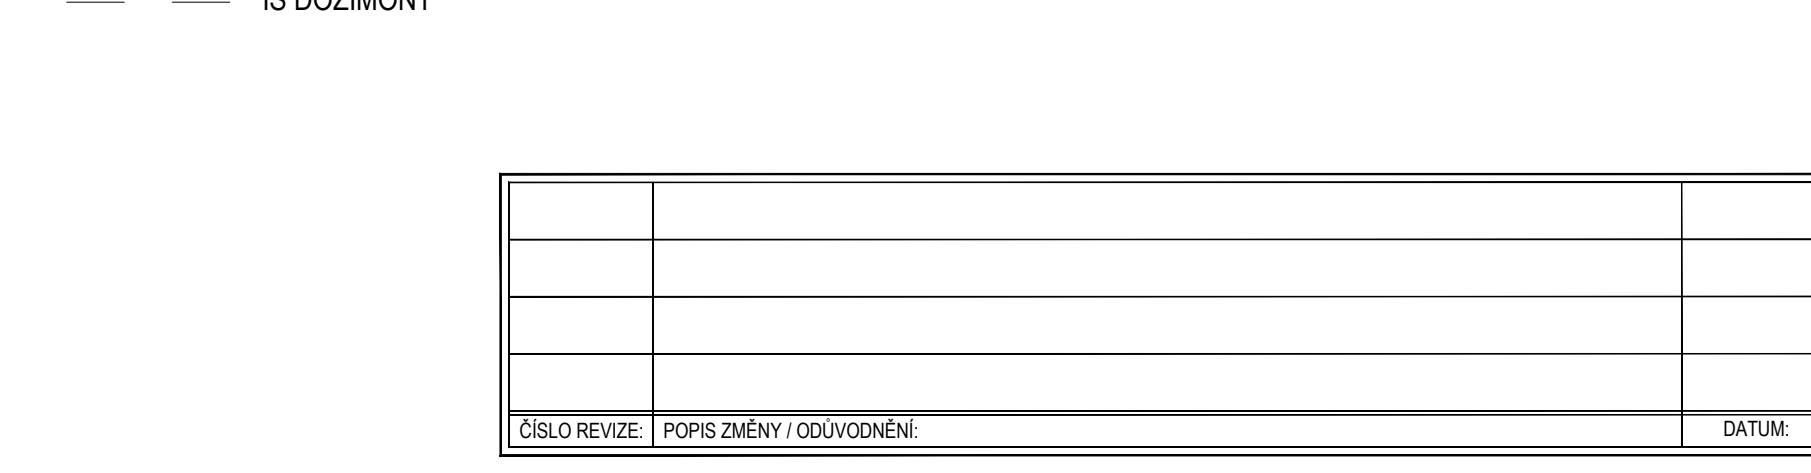 IS DOZIMONT
ČÍSLO REVIZE: POPIS ZMĚNY / ODŮVODNĚNÍ: DATUM: